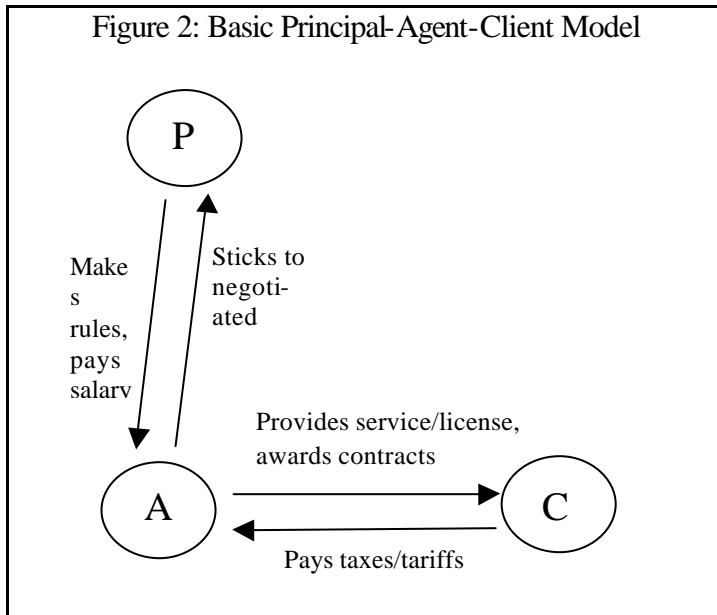 Figure 2: Basic Principal-Agent-Client Model
P
Make
s
rules,
pays
salary
Sticks to
negoti-
ated
Provides service/license,
awards contracts
A
C
Pays taxes/tariffs